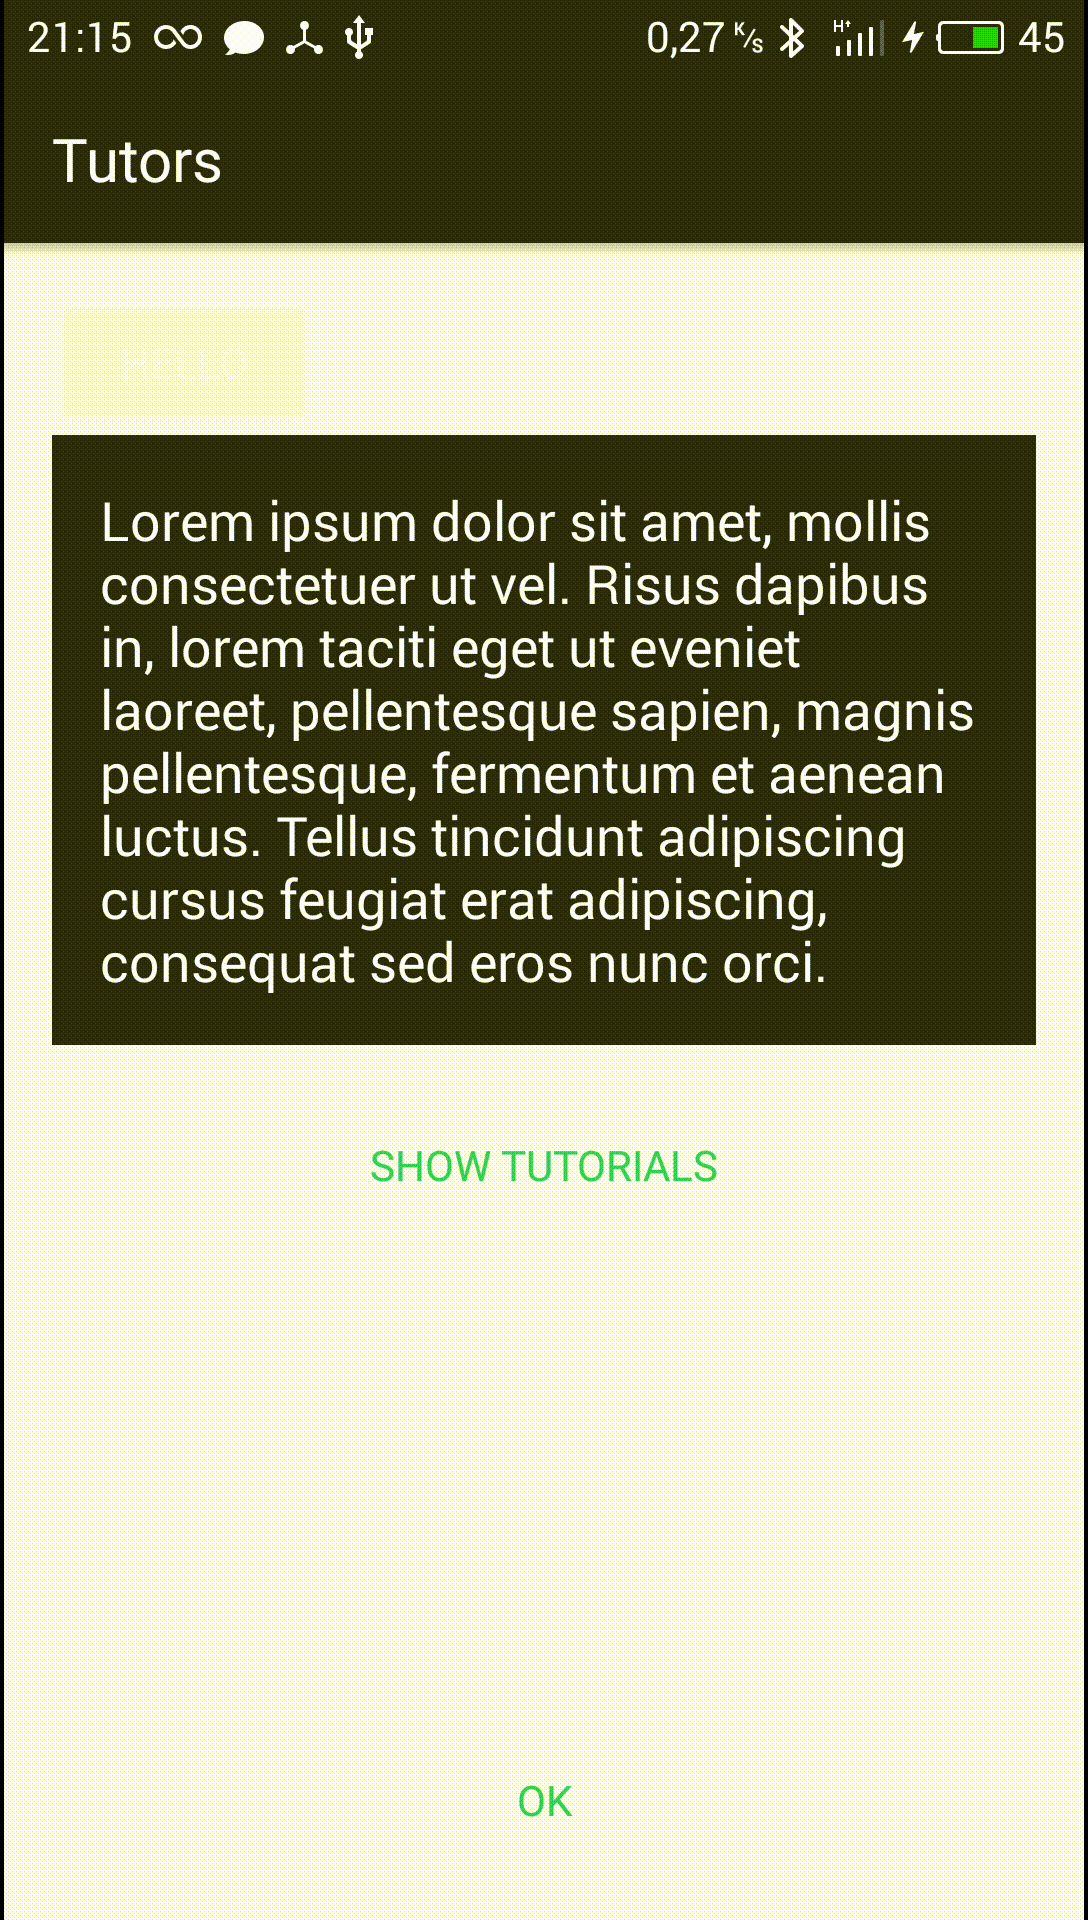 21:15 0,27 K/s H 45
Tutors
Lorem ipsum dolor sit amet, mollis
consectetuer ut vel. Risus dapibus
in, lorem taciti eget ut eveniet
laoreet, pellentesque sapien, magnis
pellentesque, fermentum et aenean
luctus. Tellus tincidunt adipiscing
cursus feugiat erat adipiscing,
consequat sed eros nunc orci.
SHOW TUTORIALS
OK